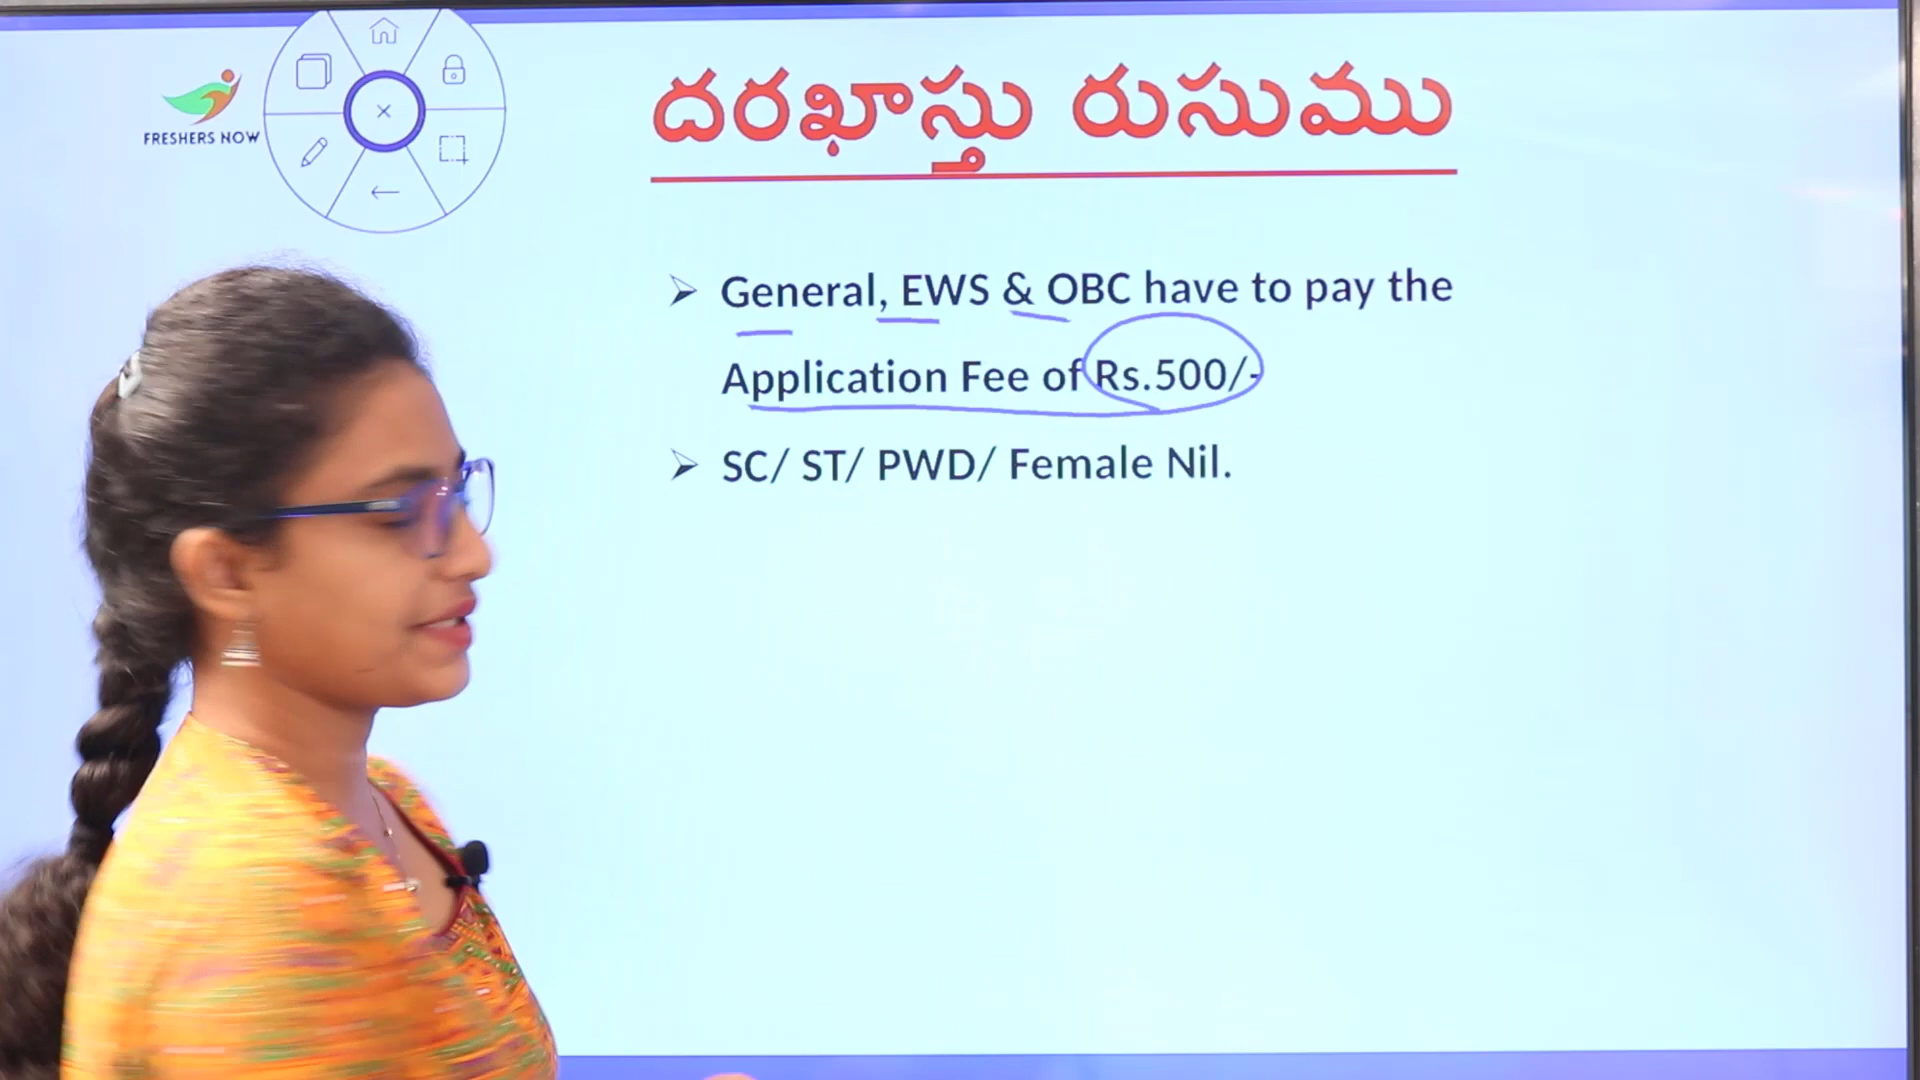 FRESHERS NOW
దరఖాస్తు రుసుము
General, EWS & OBC have to pay the
Application Fee of Rs.500/-
SC/ ST/ PWD/ Female Nil.